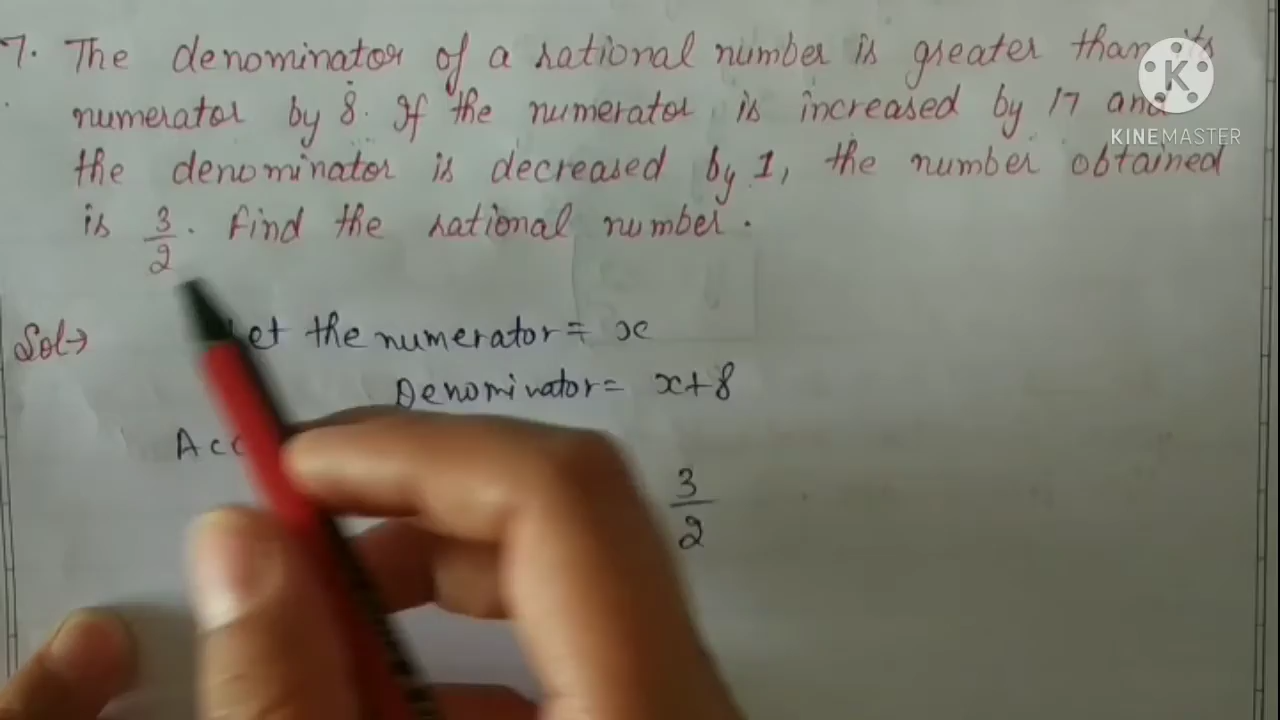 7. The denominator of a rational number is greater than its
numerator by 8. If the numerator is increased by 17 and
the denominator is decreased by 1, the number obtained
is 3/2. Find the rational number.
Sol→ Let the numerator = x
Denominator = x+8
Acc
3/2
K
KINEMASTER